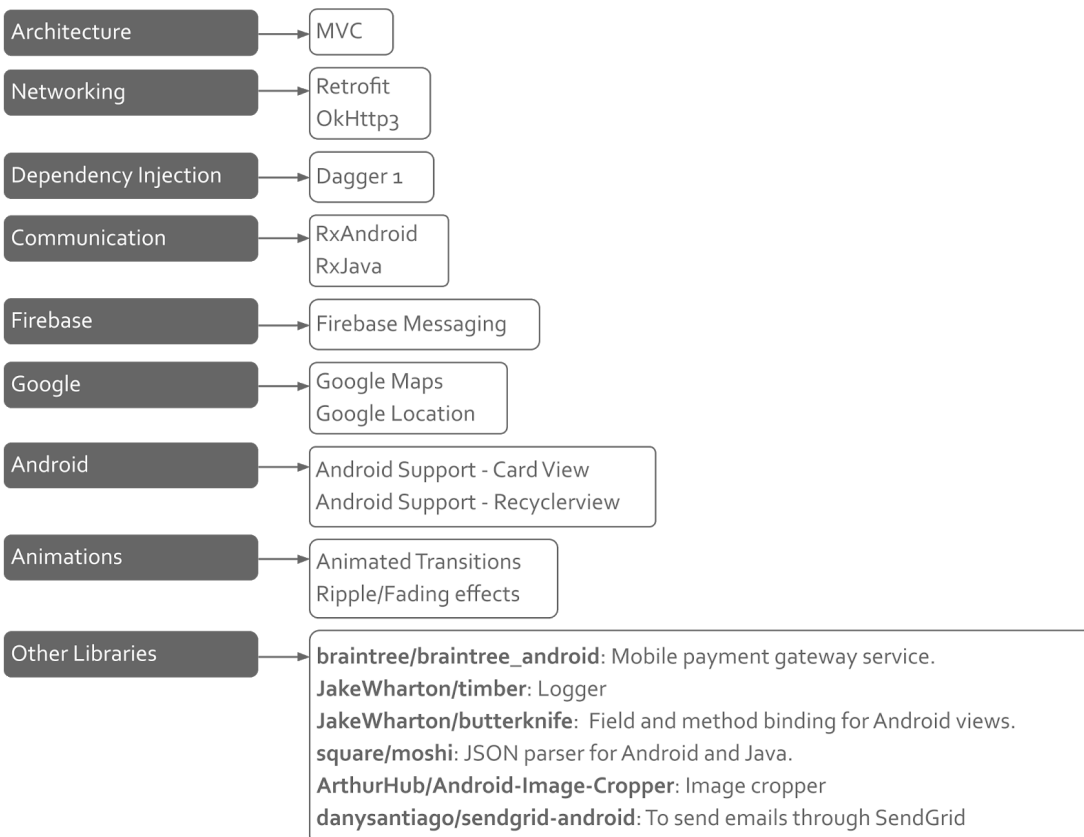 Architecture
MVC
Networking
Retrofit
OkHttp3
Dependency Injection
Dagger 1
Communication
RxAndroid
RxJava
Firebase
Firebase Messaging
Google
Google Maps
Google Location
Android
Android Support - Card View
Android Support - Recyclerview
Animations
Animated Transitions
Ripple/Fading effects
Other Libraries
braintree/braintree_android: Mobile payment gateway service.
JakeWharton/timber: Logger
JakeWharton/butterknife:  Field and method binding for Android views.
square/moshi: JSON parser for Android and Java.
ArthurHub/Android-Image-Cropper: Image cropper
danysantiago/sendgrid-android: To send emails through SendGrid